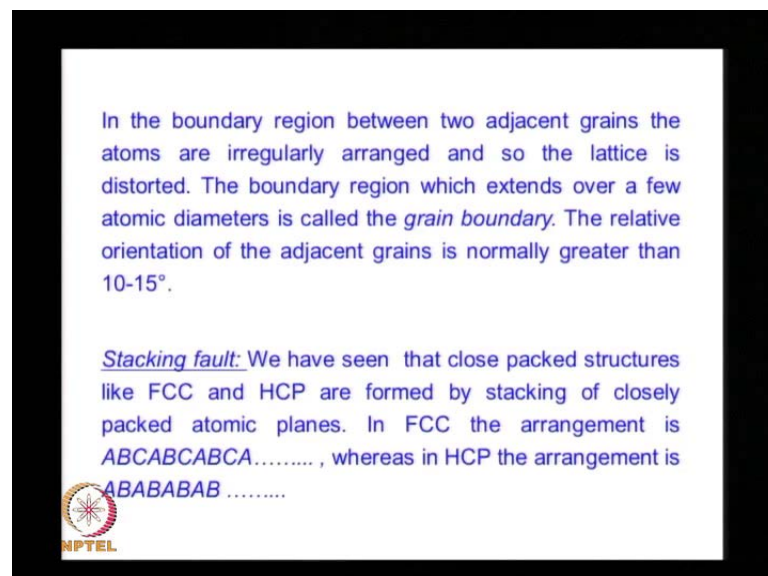 In the boundary region between two adjacent grains the
atoms are irregularly arranged and so the lattice is
distorted. The boundary region which extends over a few
atomic diameters is called the grain boundary. The relative
orientation of the adjacent grains is normally greater than
10-15°.
Stacking fault: We have seen that close packed structures
like FCC and HCP are formed by stacking of closely
packed atomic planes. In FCC the arrangement is
ABCABCABCA……... , whereas in HCP the arrangement is
ABABABAB ……...
NPTEL